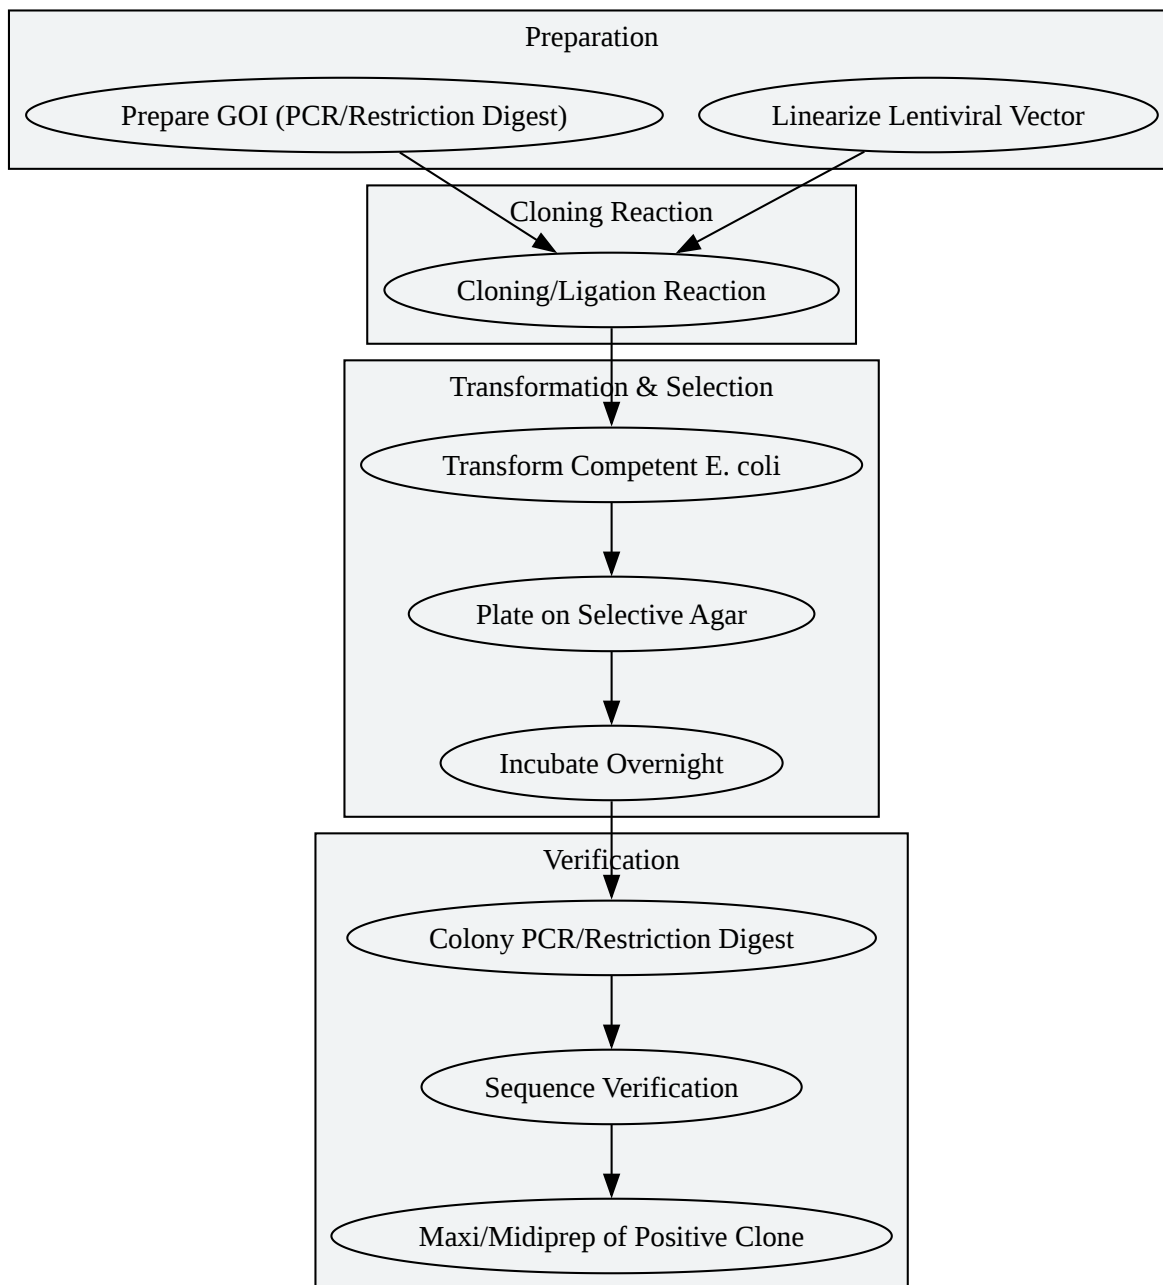 Preparation
Prepare GOI (PCR/Restriction Digest)
Linearize Lentiviral Vector
Cloning Reaction
Cloning/Ligation Reaction
Transformation & Selection
Transform Competent E. coli
Plate on Selective Agar
Incubate Overnight
Verification
Colony PCR/Restriction Digest
Sequence Verification
Maxi/Midiprep of Positive Clone